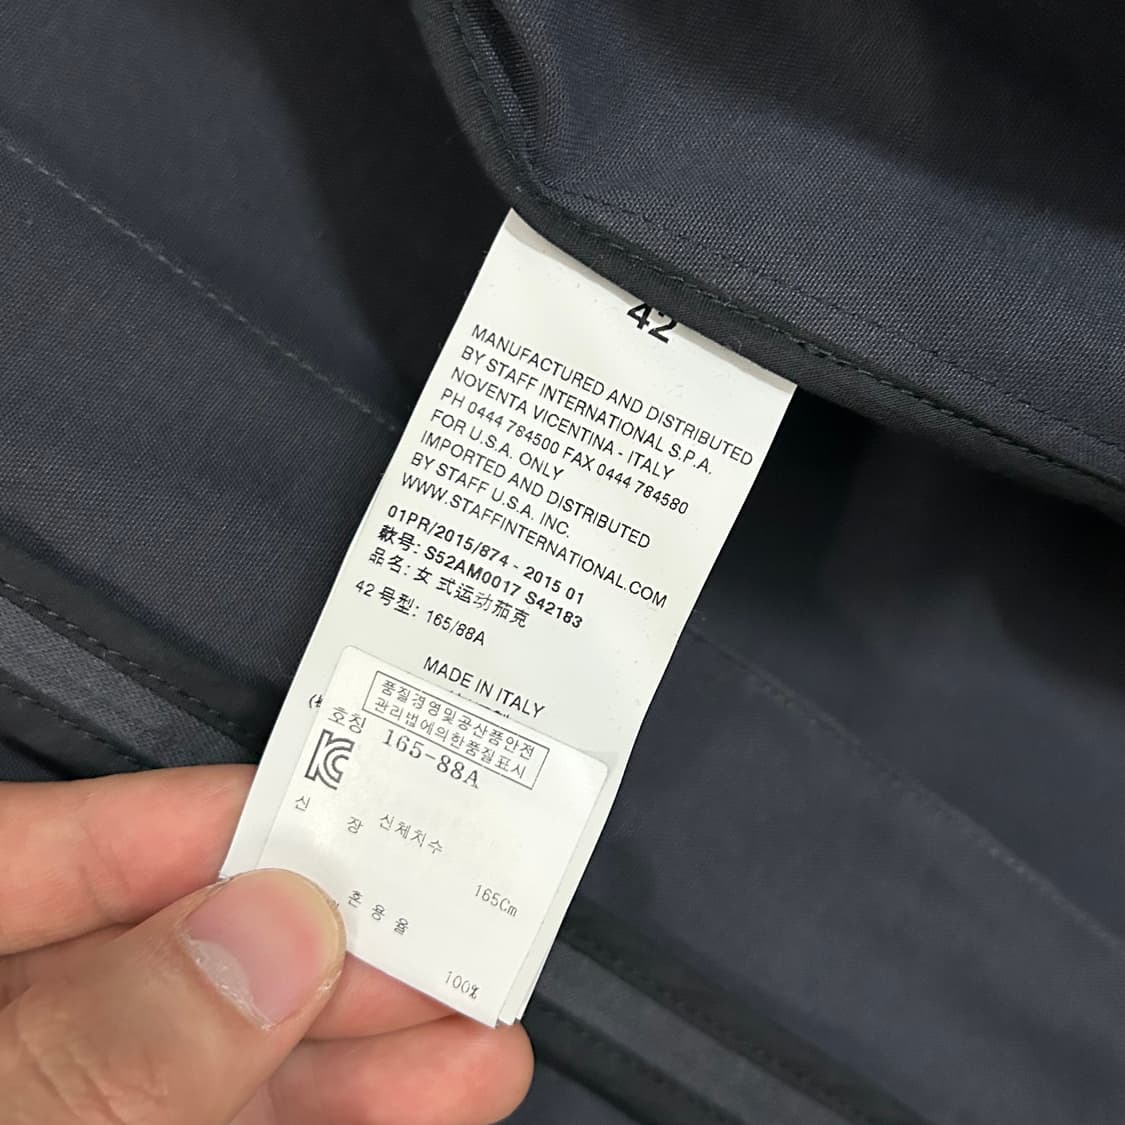 42
MANUFACTURED AND DISTRIBUTED
BY STAFF INTERNATIONAL S.P.A.
NOVENTA VICENTINA - ITALY
PH 0444 784500 FAX 0444 784580
FOR U.S.A. ONLY
IMPORTED AND DISTRIBUTED
BY STAFF U.S.A. INC.
WWW.STAFFINTERNATIONAL.COM
01PR/2015/874 - 2015 01
款号: S52AM0017 S42183
品名: 女 式运动茄克
42 号型: 165/88A
MADE IN ITALY
품질경영및공산품안전
관리법에의한품질표시
호칭
165-88A
신 장 신체치수
165Cm
혼용율
100%